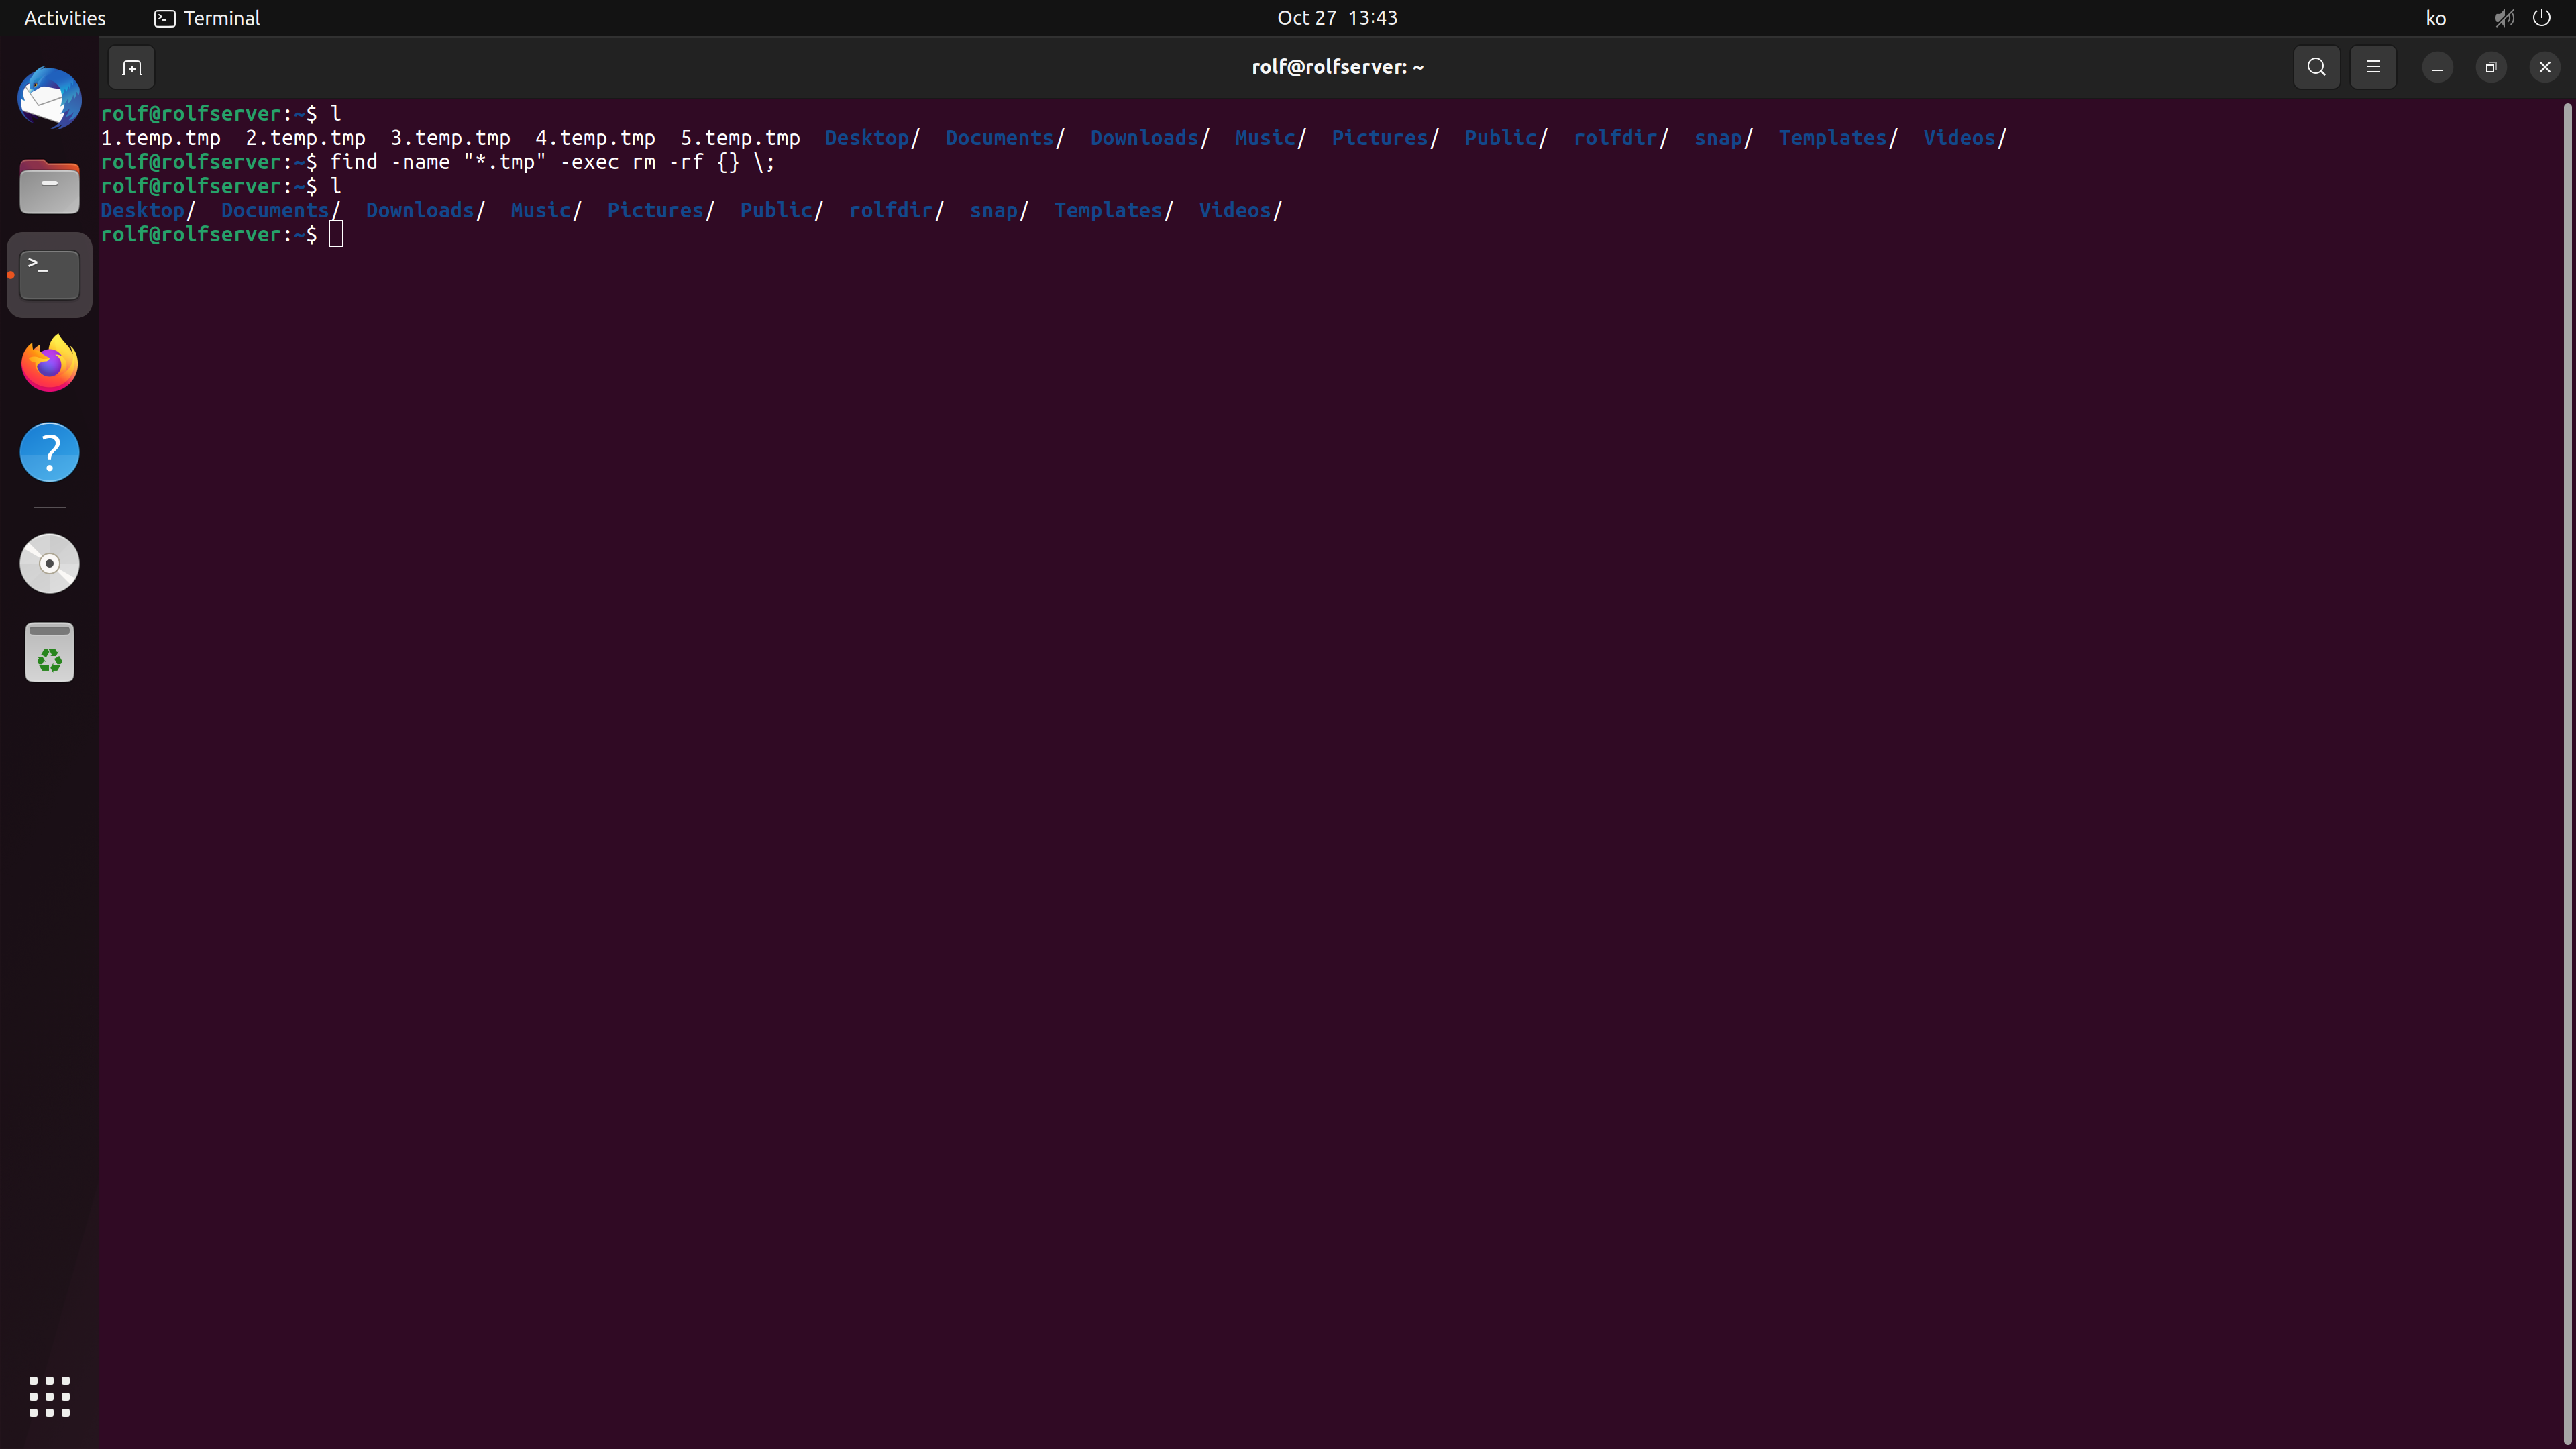 Activities Terminal Oct 27 13:43 ko
rolf@rolfserver: ~
rolf@rolfserver:~$ l
1.temp.tmp 2.temp.tmp 3.temp.tmp 4.temp.tmp 5.temp.tmp Desktop/ Documents/ Downloads/ Music/ Pictures/ Public/ rolfdir/ snap/ Templates/ Videos/
rolf@rolfserver:~$ find -name "*.tmp" -exec rm -rf {} \;
rolf@rolfserver:~$ l
Desktop/ Documents/ Downloads/ Music/ Pictures/ Public/ rolfdir/ snap/ Templates/ Videos/
rolf@rolfserver:~$